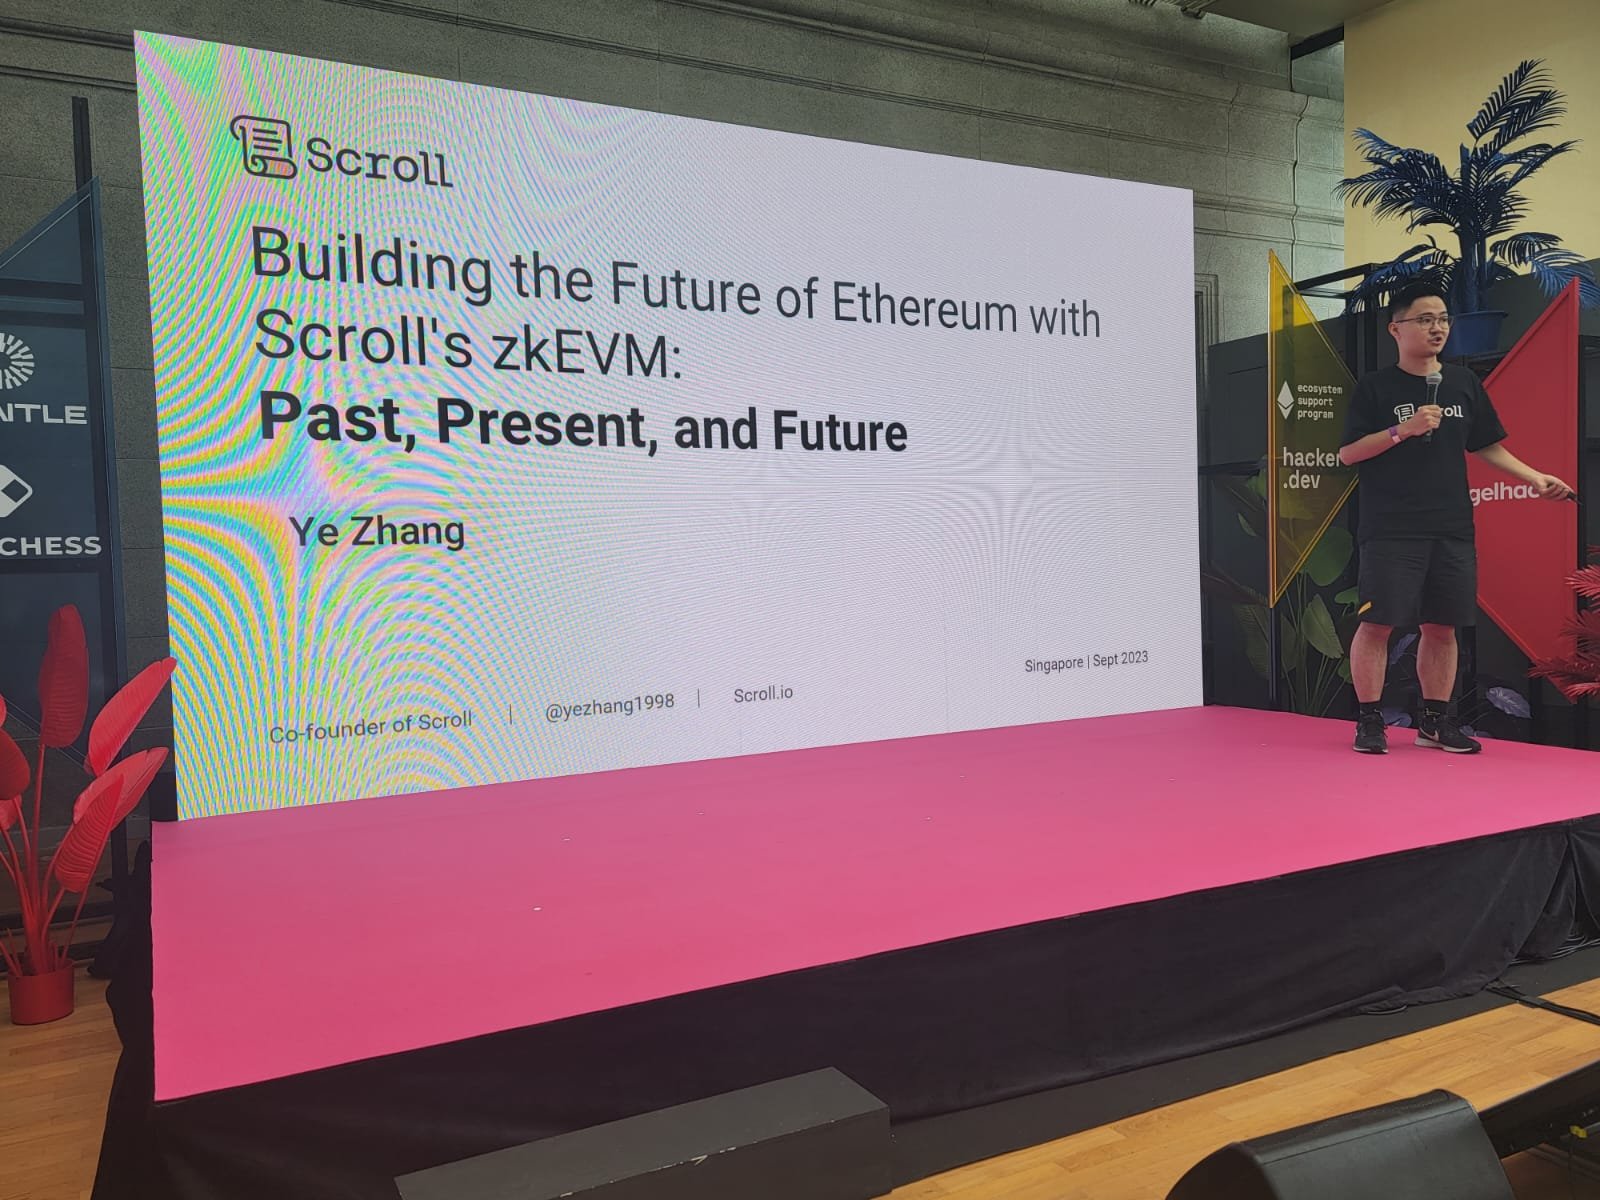 Scroll
Building the Future of Ethereum with
Scroll's zkEVM:
Past, Present, and Future
Ye Zhang
Co-founder of Scroll | @yezhang1998 | Scroll.io
Singapore | Sept 2023
NTLE
CHESS
ecosystem
support
program
hacker
.dev
gelhac